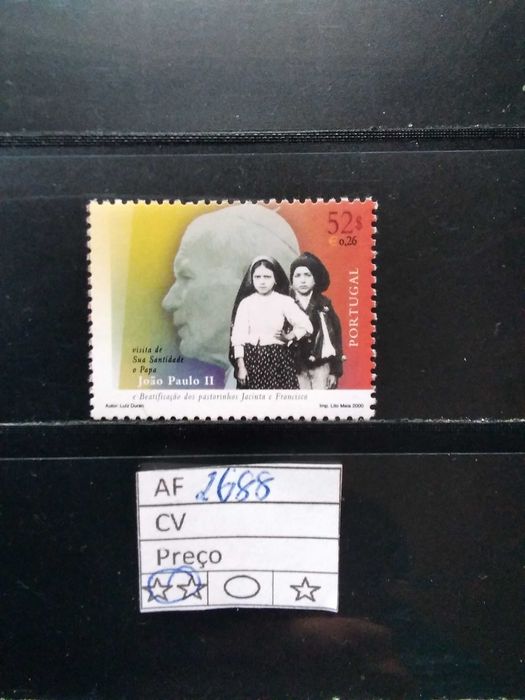 52$
€0,26
PORTUGAL
visita de
Sua Santidade
o Papa
João Paulo II
e Beatificação dos pastorinhos Jacinta e Francisco
Autor: Luiz Duran
Imp. Lito Maia 2000
AF 2688
CV
Preço